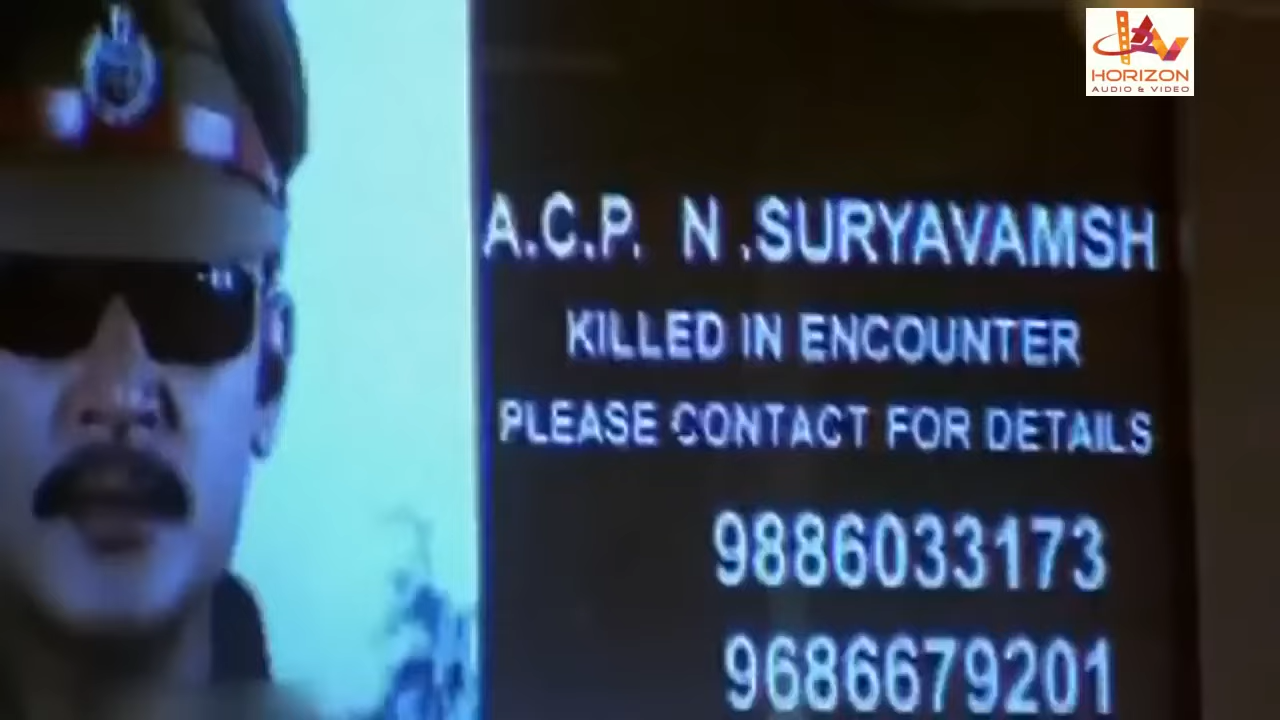 HORIZON
AUDIO & VIDEO
A.C.P. N .SURYAVAMSH
KILLED IN ENCOUNTER
PLEASE CONTACT FOR DETAILS
9886033173
9686679201